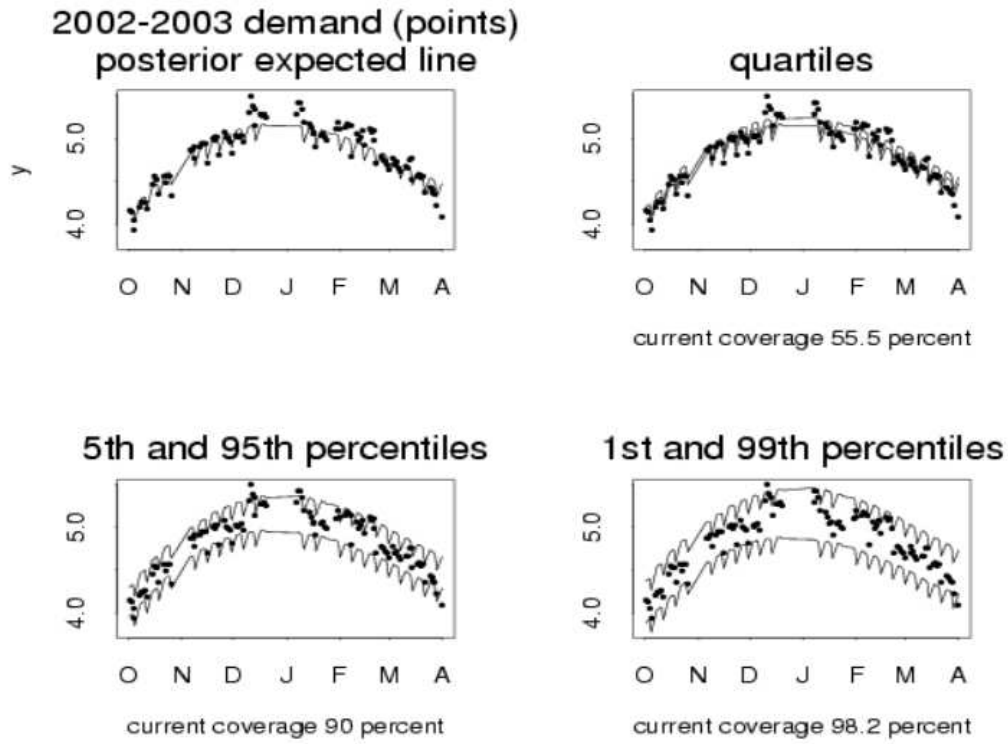 2002-2003 demand (points)
posterior expected line
quartiles
y
5.0
4.0
O N D J F M A
5.0
4.0
O N D J F M A
current coverage 55.5 percent
5th and 95th percentiles
1st and 99th percentiles
5.0
4.0
O N D J F M A
current coverage 90 percent
5.0
4.0
O N D J F M A
current coverage 98.2 percent